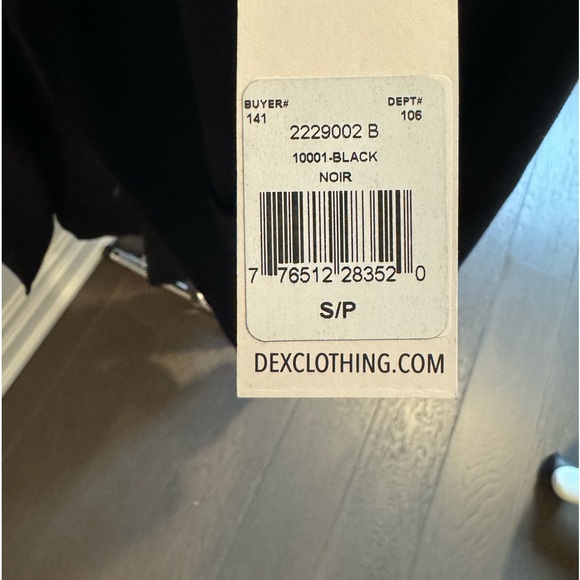 BUYER# DEPT#
141 106
2229002 B
10001-BLACK
NOIR
7 76512 28352 0
S/P
DEXCLOTHING.COM